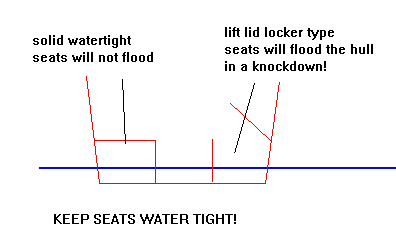 solid watertight
seats will not flood
lift lid locker type
seats will flood the hull
in a knockdown!
KEEP SEATS WATER TIGHT!